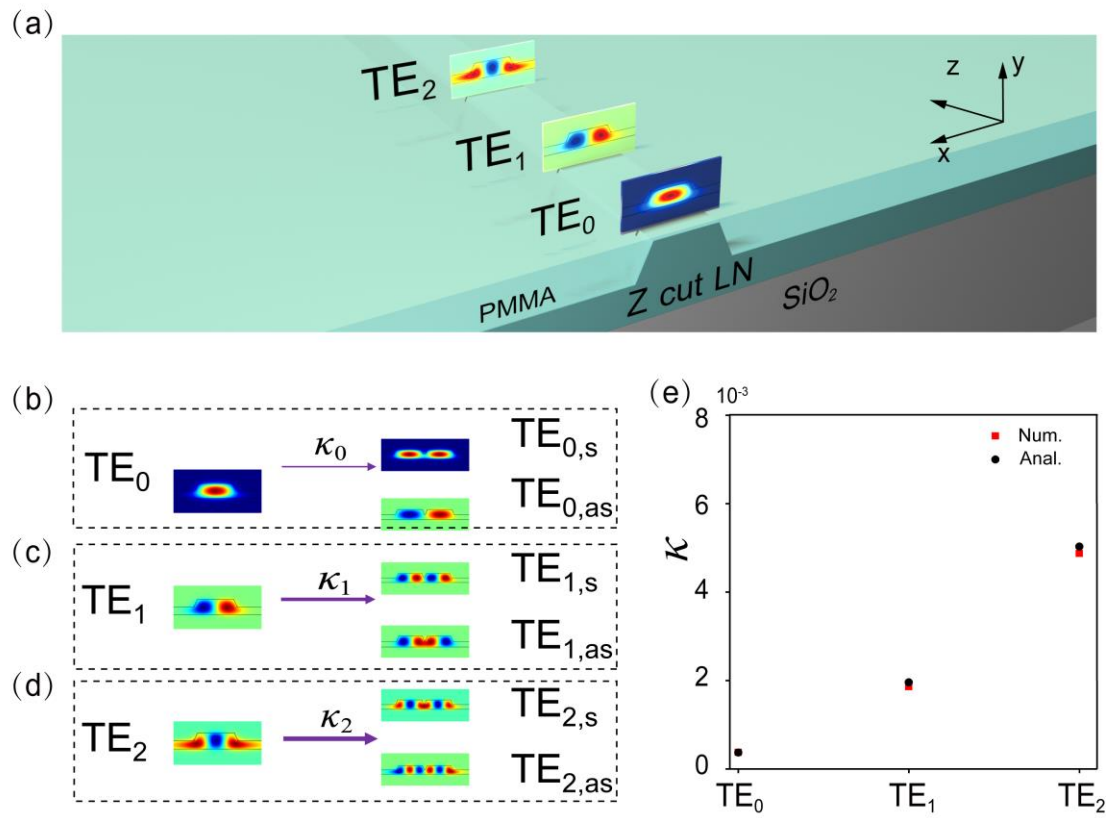 (a)
TE2
TE1
TE0
z
y
x
PMMA
Z cut LN
SiO2
(b)
TE0
κ0
TE0,s
TE0,as
(c)
TE1
κ1
TE1,s
TE1,as
(d)
TE2
κ2
TE2,s
TE2,as
(e)
10-3
8
6
4
2
0
κ
Num.
Anal.
TE0 TE1 TE2